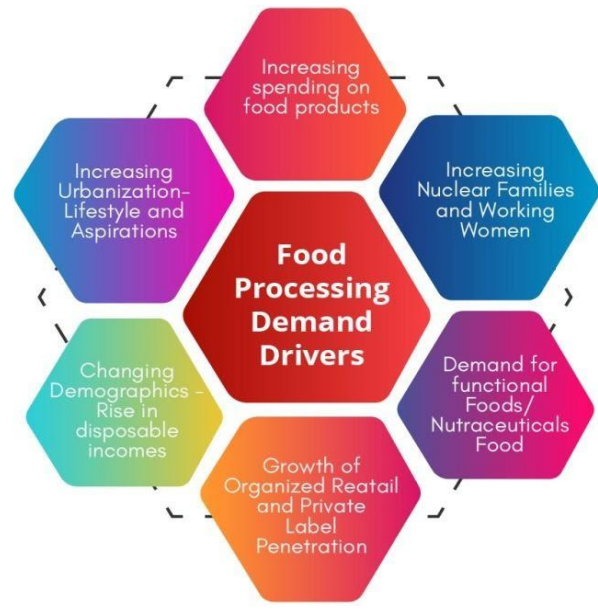 Increasing
spending on
food products
Increasing
Urbanization-
Lifestyle and
Aspirations
Increasing
Nuclear Families
and Working
Women
Food
Processing
Demand
Drivers
Changing
Demographics -
Rise in
disposable
incomes
Demand for
functional
Foods/
Nutraceuticals
Food
Growth of
Organized Reatail
and Private
Label
Penetration